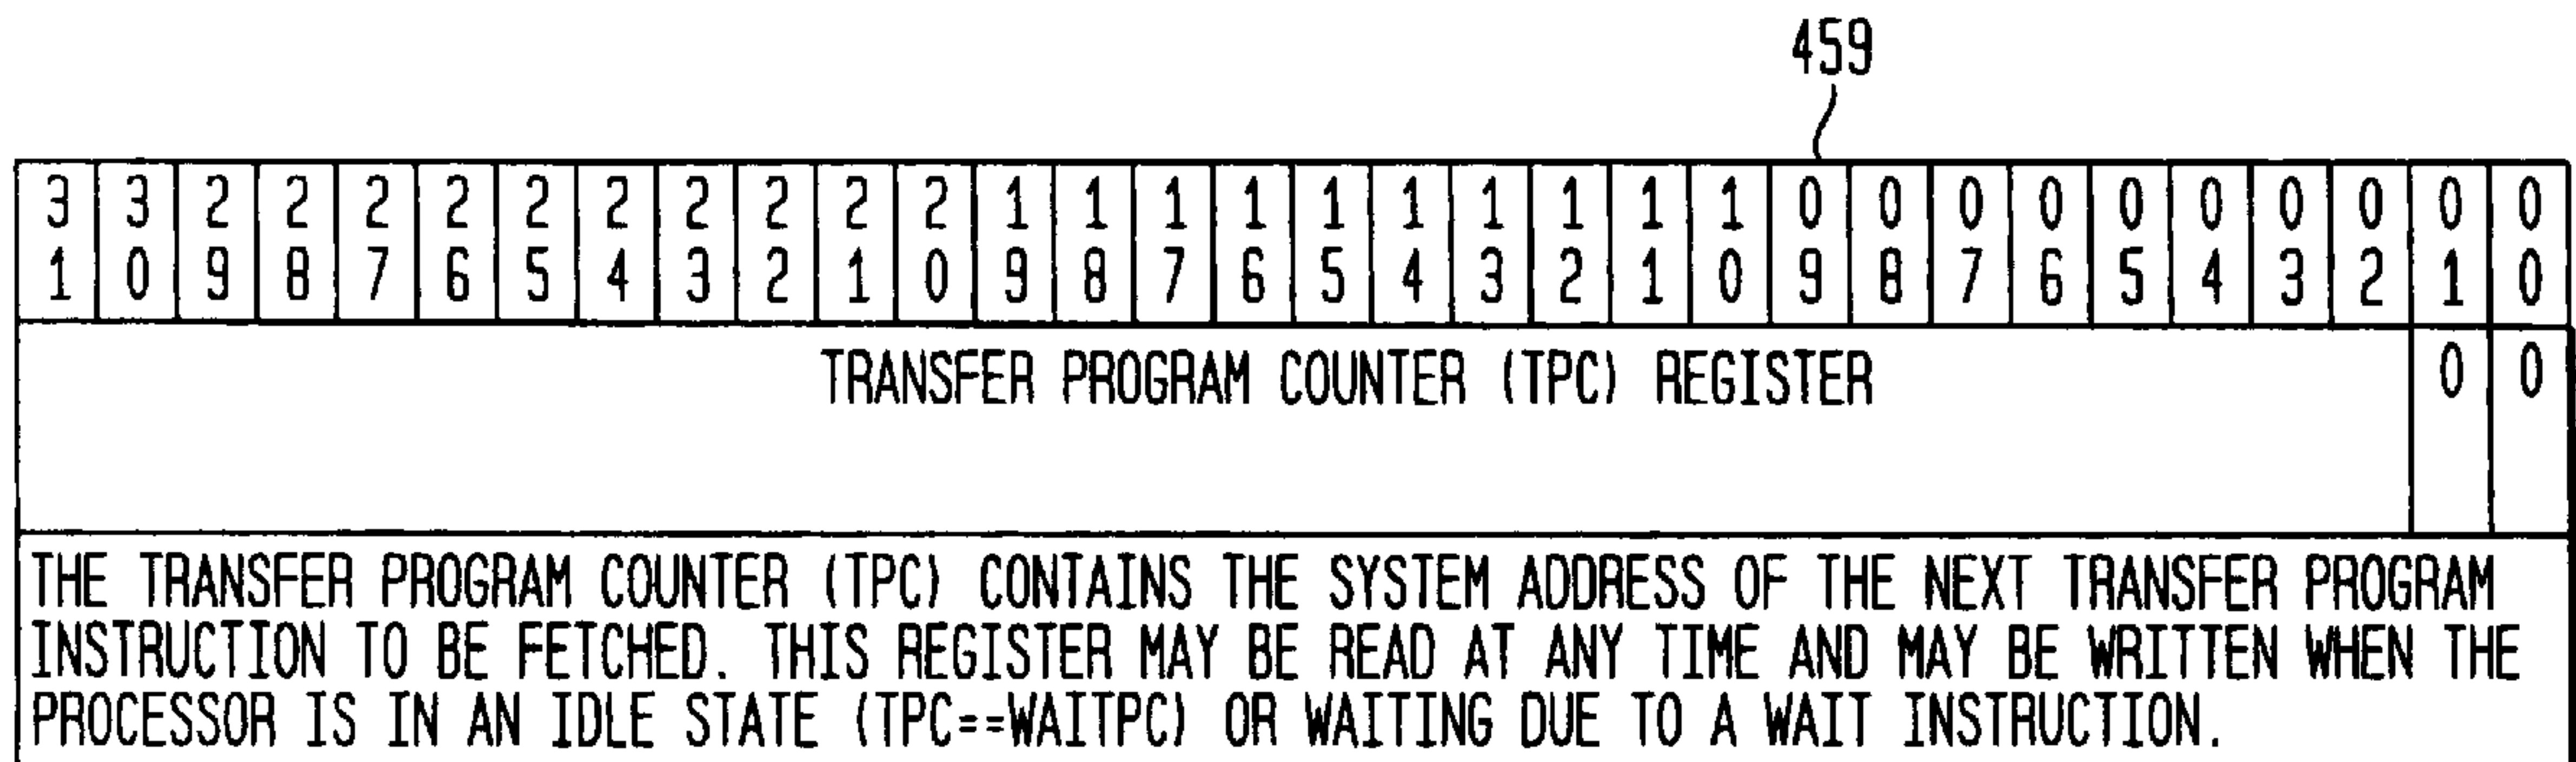 459
3 3 2 2 2 2 2 2 2 2 2 2 1 1 1 1 1 1 1 1 1 1 0 0 0 0 0 0 0 0 0 0
1 0 9 8 7 6 5 4 3 2 1 0 9 8 7 6 5 4 3 2 1 0 9 8 7 6 5 4 3 2 1 0
TRANSFER PROGRAM COUNTER (TPC) REGISTER 0 0
THE TRANSFER PROGRAM COUNTER (TPC) CONTAINS THE SYSTEM ADDRESS OF THE NEXT TRANSFER PROGRAM
INSTRUCTION TO BE FETCHED. THIS REGISTER MAY BE READ AT ANY TIME AND MAY BE WRITTEN WHEN THE
PROCESSOR IS IN AN IDLE STATE (TPC==WAITPC) OR WAITING DUE TO A WAIT INSTRUCTION.